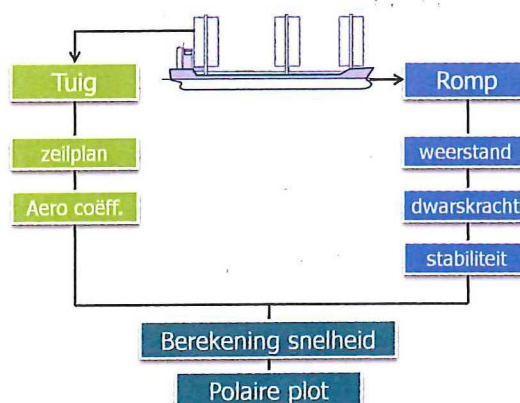 Tuig
zeilplan
Aero coëff.
Romp
weerstand
dwarskracht
stabiliteit
Berekening snelheid
Polaire plot